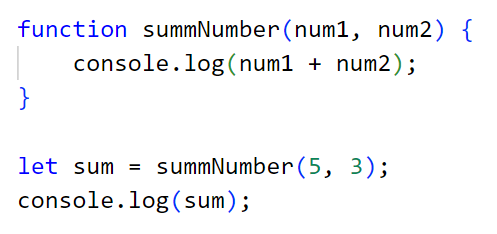 function summNumber(num1, num2) {
    console.log(num1 + num2);
}

let sum = summNumber(5, 3);
console.log(sum);